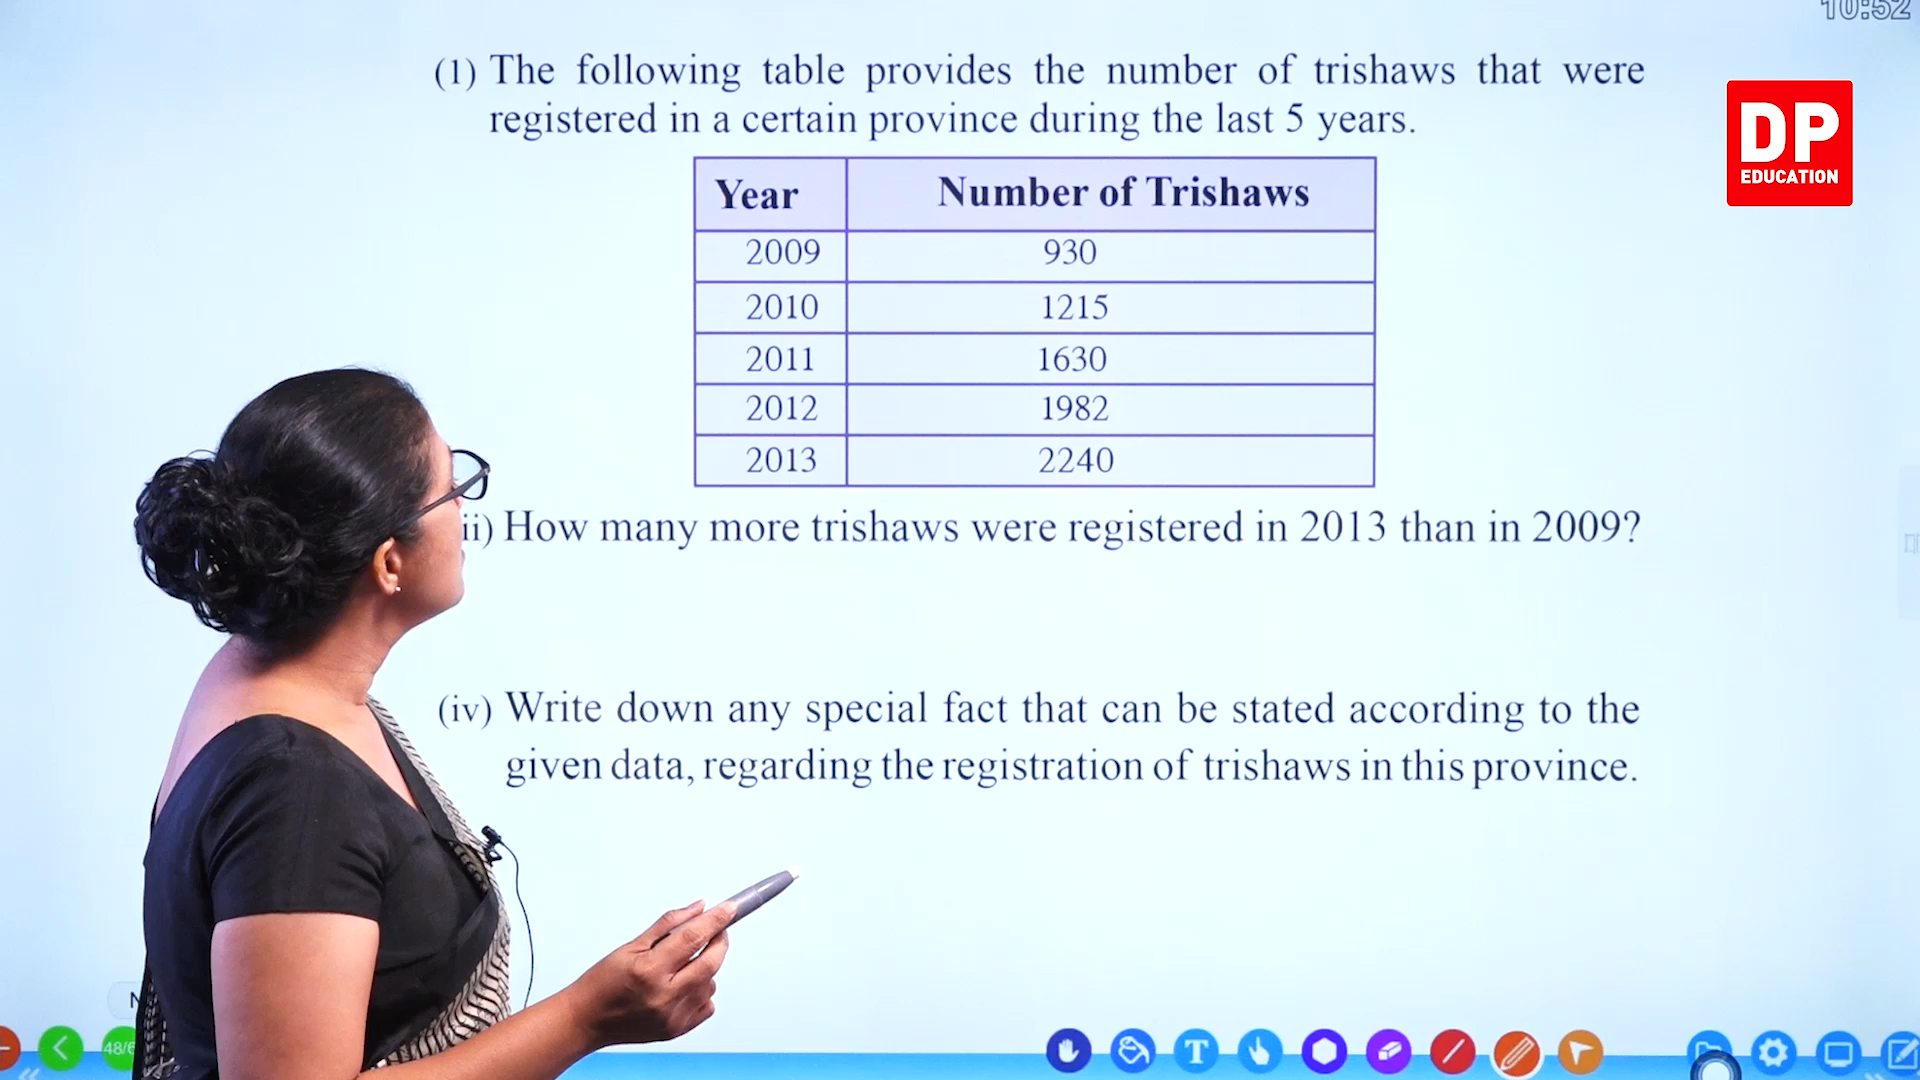 10:52
(1) The following table provides the number of trishaws that were
registered in a certain province during the last 5 years.
DP
EDUCATION
Year Number of Trishaws
2009 930
2010 1215
2011 1630
2012 1982
2013 2240
ii) How many more trishaws were registered in 2013 than in 2009?
(iv) Write down any special fact that can be stated according to the
given data, regarding the registration of trishaws in this province.
48/6
T